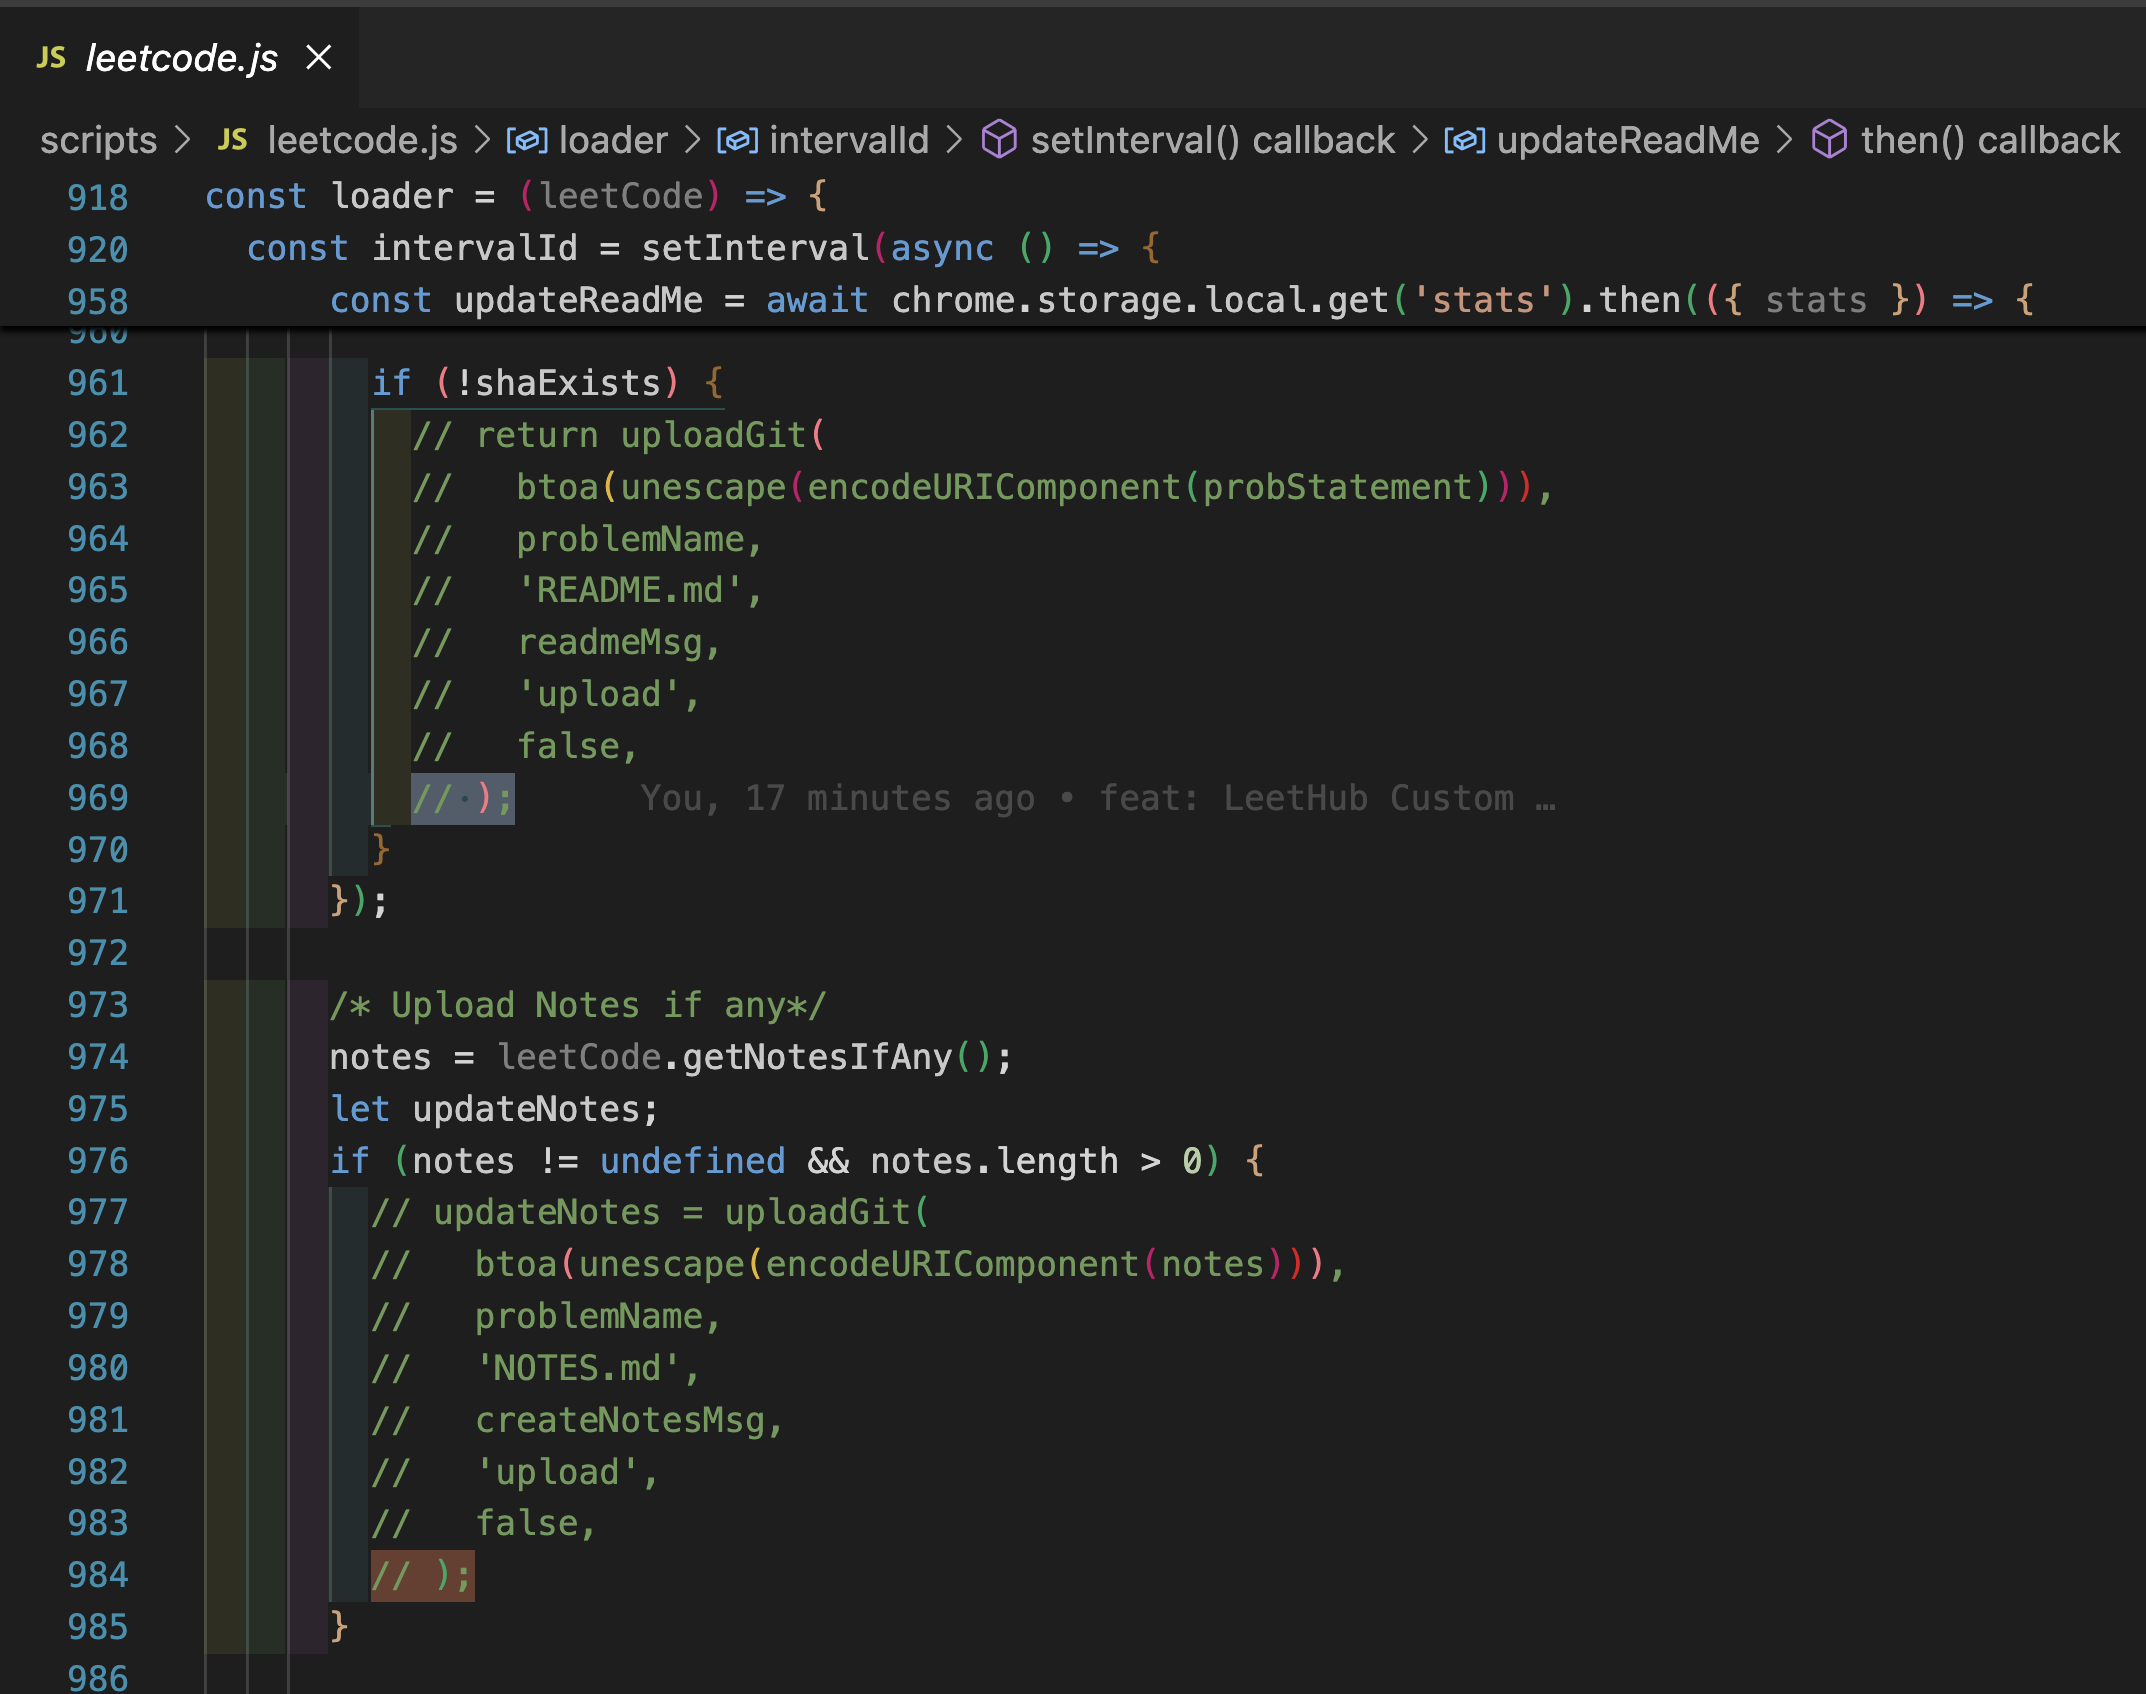 JS leetcode.js ×
scripts > JS leetcode.js > loader > intervalId > setInterval() callback > updateReadMe > then() callback
918 const loader = (leetCode) => {
920 const intervalId = setInterval(async () => {
958 const updateReadMe = await chrome.storage.local.get('stats').then(({ stats }) => {
960
961 if (!shaExists) {
962 // return uploadGit(
963 //   btoa(unescape(encodeURIComponent(probStatement))),
964 //   problemName,
965 //   'README.md',
966 //   readmeMsg,
967 //   'upload',
968 //   false,
969 // ); You, 17 minutes ago • feat: LeetHub Custom …
970 }
971 });
972
973 /* Upload Notes if any*/
974 notes = leetCode.getNotesIfAny();
975 let updateNotes;
976 if (notes != undefined && notes.length > 0) {
977 // updateNotes = uploadGit(
978 //   btoa(unescape(encodeURIComponent(notes))),
979 //   problemName,
980 //   'NOTES.md',
981 //   createNotesMsg,
982 //   'upload',
983 //   false,
984 // );
985 }
986